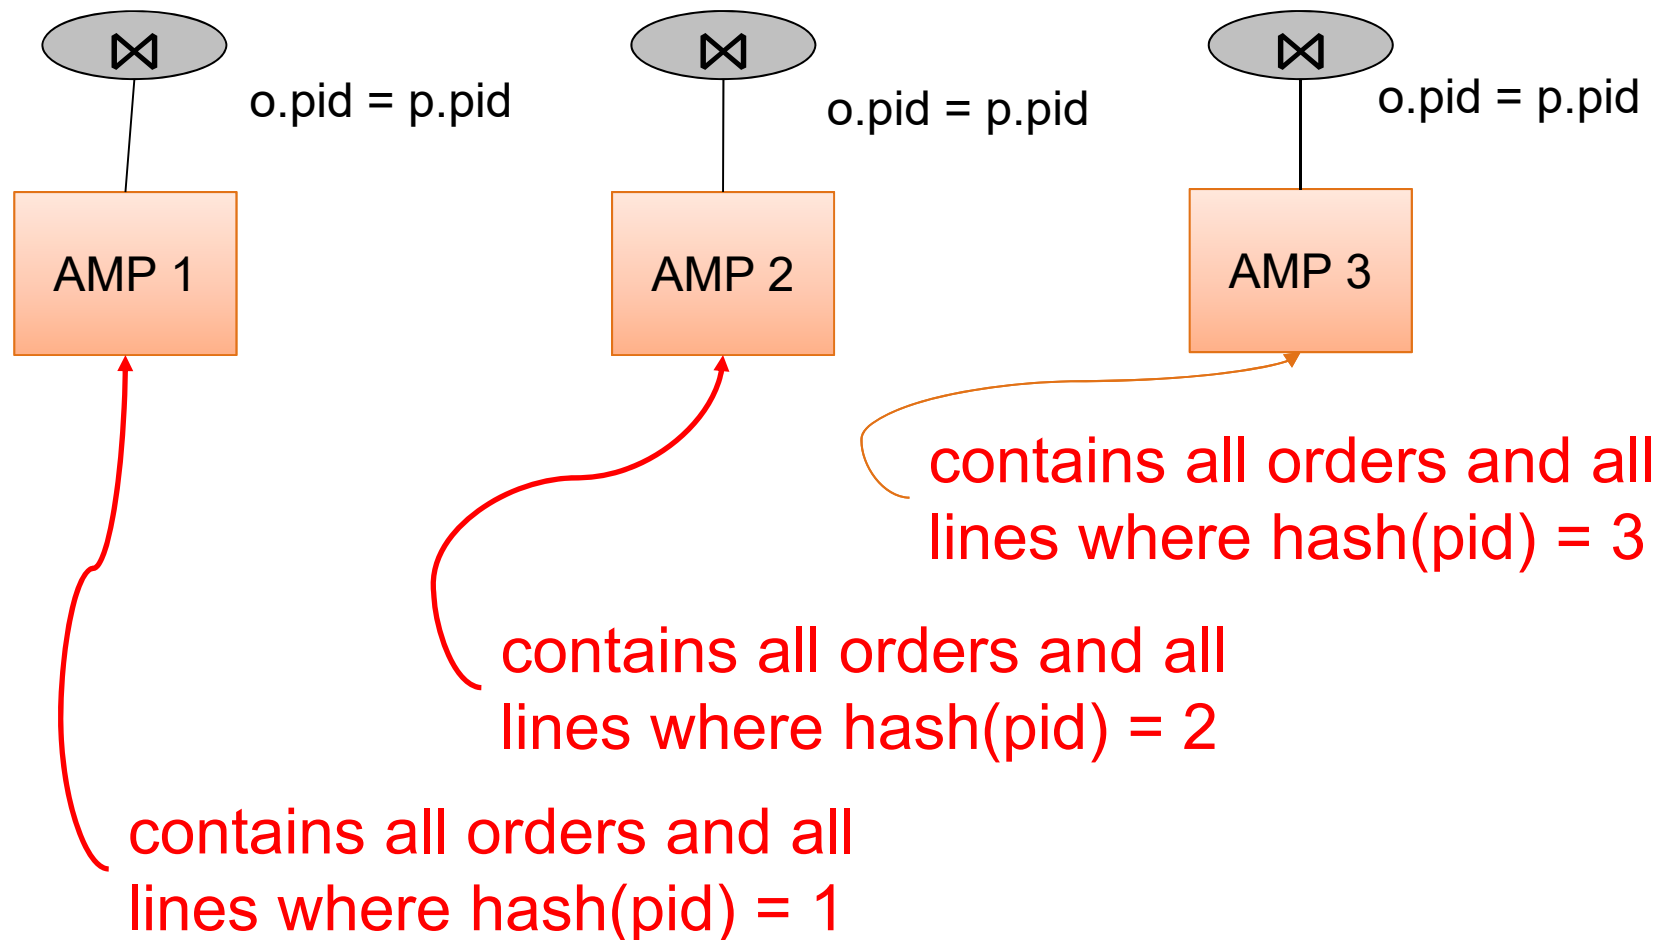 ⋈
⋈
⋈
o.pid = p.pid
o.pid = p.pid
o.pid = p.pid
AMP 1
AMP 2
AMP 3
contains all orders and all
lines where hash(pid) = 3
contains all orders and all
lines where hash(pid) = 2
contains all orders and all
lines where hash(pid) = 1